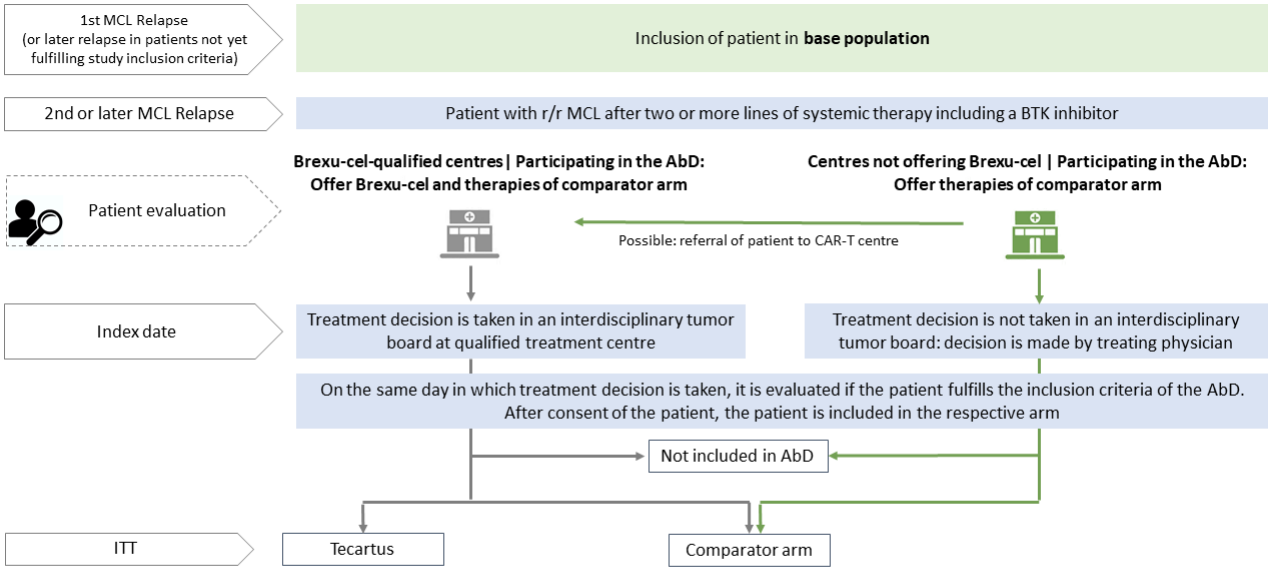 1st MCL Relapse
(or later relapse in patients not yet
fulfilling study inclusion criteria)
Inclusion of patient in base population
2nd or later MCL Relapse
Patient with r/r MCL after two or more lines of systemic therapy including a BTK inhibitor
Brexu-cel-qualified centres| Participating in the AbD:
Offer Brexu-cel and therapies of comparator arm
Centres not offering Brexu-cel | Participating in the AbD:
Offer therapies of comparator arm
Patient evaluation
Possible: referral of patient to CAR-T centre
Index date
Treatment decision is taken in an interdisciplinary tumor
board at qualified treatment centre
Treatment decision is not taken in an interdisciplinary
tumor board: decision is made by treating physician
On the same day in which treatment decision is taken, it is evaluated if the patient fulfills the inclusion criteria of the AbD.
After consent of the patient, the patient is included in the respective arm
Not included in AbD
ITT
Tecartus
Comparator arm